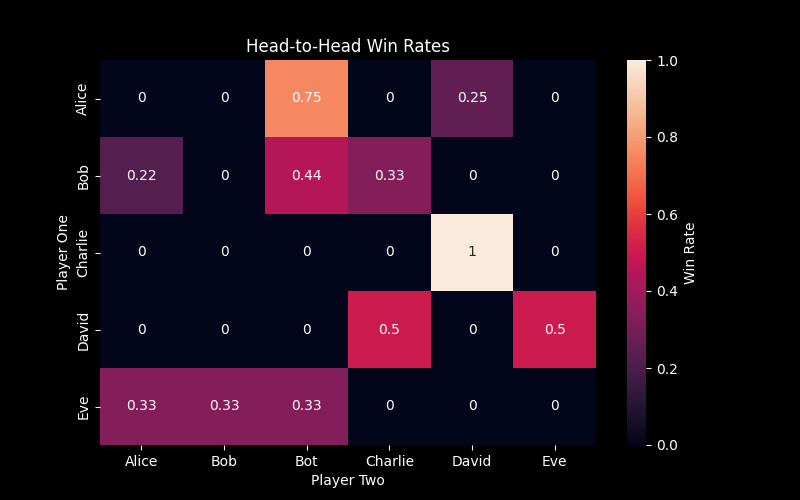 Head-to-Head Win Rates
Player One
Alice 0 0 0.75 0 0.25 0
Bob 0.22 0 0.44 0.33 0 0
Charlie 0 0 0 0 1 0
David 0 0 0 0.5 0 0.5
Eve 0.33 0.33 0.33 0 0 0
Alice Bob Bot Charlie David Eve
Player Two
1.0
0.8
0.6
0.4
0.2
0.0
Win Rate